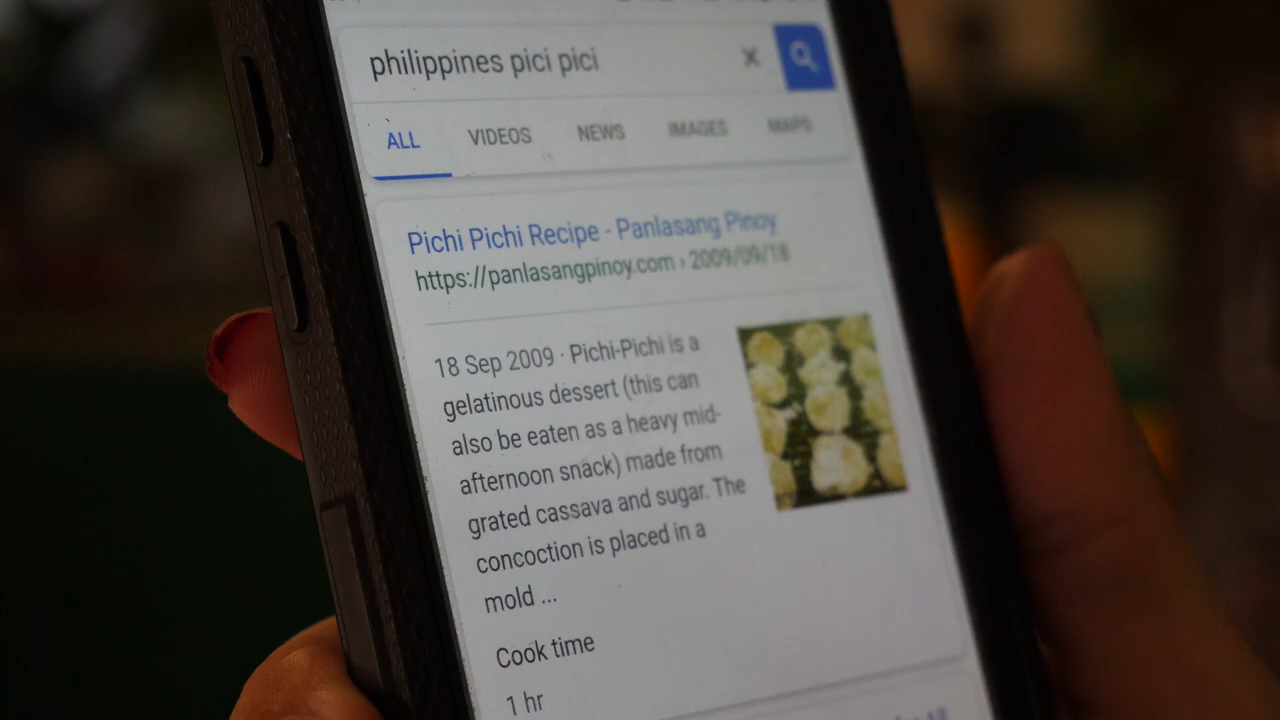 philippines pici pici
ALL VIDEOS NEWS IMAGES MAPS
Pichi Pichi Recipe - Panlasang Pinoy
https://panlasangpinoy.com › 2009/09/18
18 Sep 2009 · Pichi-Pichi is a
gelatinous dessert (this can
also be eaten as a heavy mid-
afternoon snack) made from
grated cassava and sugar. The
concoction is placed in a
mold ...
Cook time
1 hr